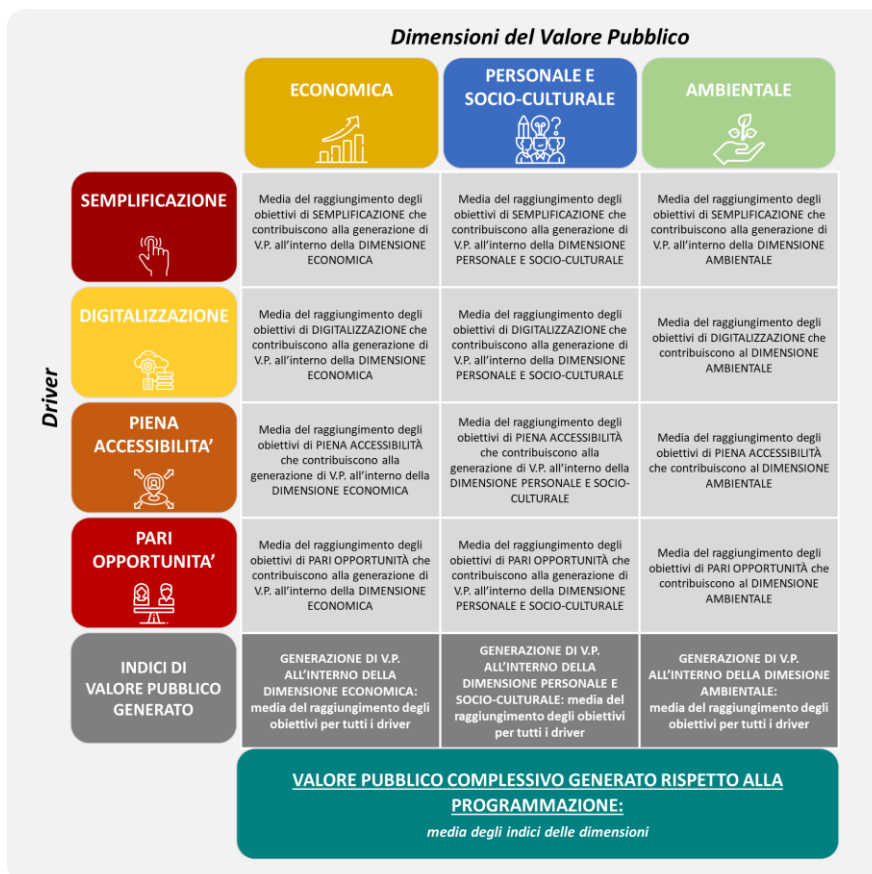 Dimensioni del Valore Pubblico
ECONOMICA
PERSONALE E
SOCIO-CULTURALE
AMBIENTALE
Driver
SEMPLIFICAZIONE
Media del raggiungimento degli
obiettivi di SEMPLIFICAZIONE che
contribuiscono alla generazione di
V.P. all’interno della DIMENSIONE
ECONOMICA
Media del raggiungimento degli
obiettivi di SEMPLIFICAZIONE che
contribuiscono alla generazione di
V.P. all’interno della DIMENSIONE
PERSONALE E SOCIO-CULTURALE
Media del raggiungimento degli
obiettivi di SEMPLIFICAZIONE che
contribuiscono alla generazione di
V.P. all’interno della DIMENSIONE
AMBIENTALE
DIGITALIZZAZIONE
Media del raggiungimento degli
obiettivi di DIGITALIZZAZIONE che
contribuiscono alla generazione di
V.P. all’interno della DIMENSIONE
ECONOMICA
Media del raggiungimento degli
obiettivi di DIGITALIZZAZIONE che
contribuiscono alla generazione di
V.P. all’interno della DIMENSIONE
PERSONALE E SOCIO-CULTURALE
Media del raggiungimento degli
obiettivi di DIGITALIZZAZIONE che
contribuiscono al DIMENSIONE
AMBIENTALE
PIENA
ACCESSIBILITA’
Media del raggiungimento degli
obiettivi di PIENA ACCESSIBILITÀ
che contribuiscono alla
generazione di V.P. all’interno della
DIMENSIONE ECONOMICA
Media del raggiungimento degli
obiettivi di PIENA ACCESSIBILITÀ
che contribuiscono alla
generazione di V.P. all’interno della
DIMENSIONE PERSONALE E SOCIO-
CULTURALE
Media del raggiungimento degli
obiettivi di PIENA ACCESSIBILITÀ
che contribuiscono al DIMENSIONE
AMBIENTALE
PARI
OPPORTUNITA’
Media del raggiungimento degli
obiettivi di PARI OPPORTUNITÀ che
contribuiscono alla generazione di
V.P. all’interno della DIMENSIONE
ECONOMICA
Media del raggiungimento degli
obiettivi di PARI OPPORTUNITÀ che
contribuiscono alla generazione di
V.P. all’interno della DIMENSIONE
PERSONALE E SOCIO-CULTURALE
Media del raggiungimento degli
obiettivi di PARI OPPORTUNITÀ che
contribuiscono al DIMENSIONE
AMBIENTALE
INDICI DI
VALORE PUBBLICO
GENERATO
GENERAZIONE DI V.P.
ALL’INTERNO DELLA
DIMENSIONE ECONOMICA:
media del raggiungimento degli
obiettivi per tutti i driver
GENERAZIONE DI V.P.
ALL’INTERNO DELLA
DIMENSIONE PERSONALE E
SOCIO-CULTURALE: media del
raggiungimento degli obiettivi
per tutti i driver
GENERAZIONE DI V.P.
ALL’INTERNO DELLA DIMESIONE
AMBIENTALE:
media del raggiungimento degli
obiettivi per tutti i driver
VALORE PUBBLICO COMPLESSIVO GENERATO RISPETTO ALLA
PROGRAMMAZIONE:
media degli indici delle dimensioni